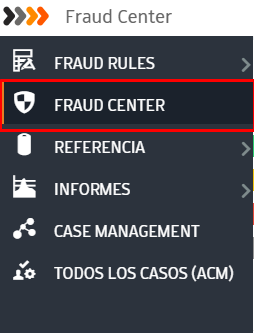 Fraud Center
FRAUD RULES
FRAUD CENTER
REFERENCIA
INFORMES
CASE MANAGEMENT
TODOS LOS CASOS (ACM)